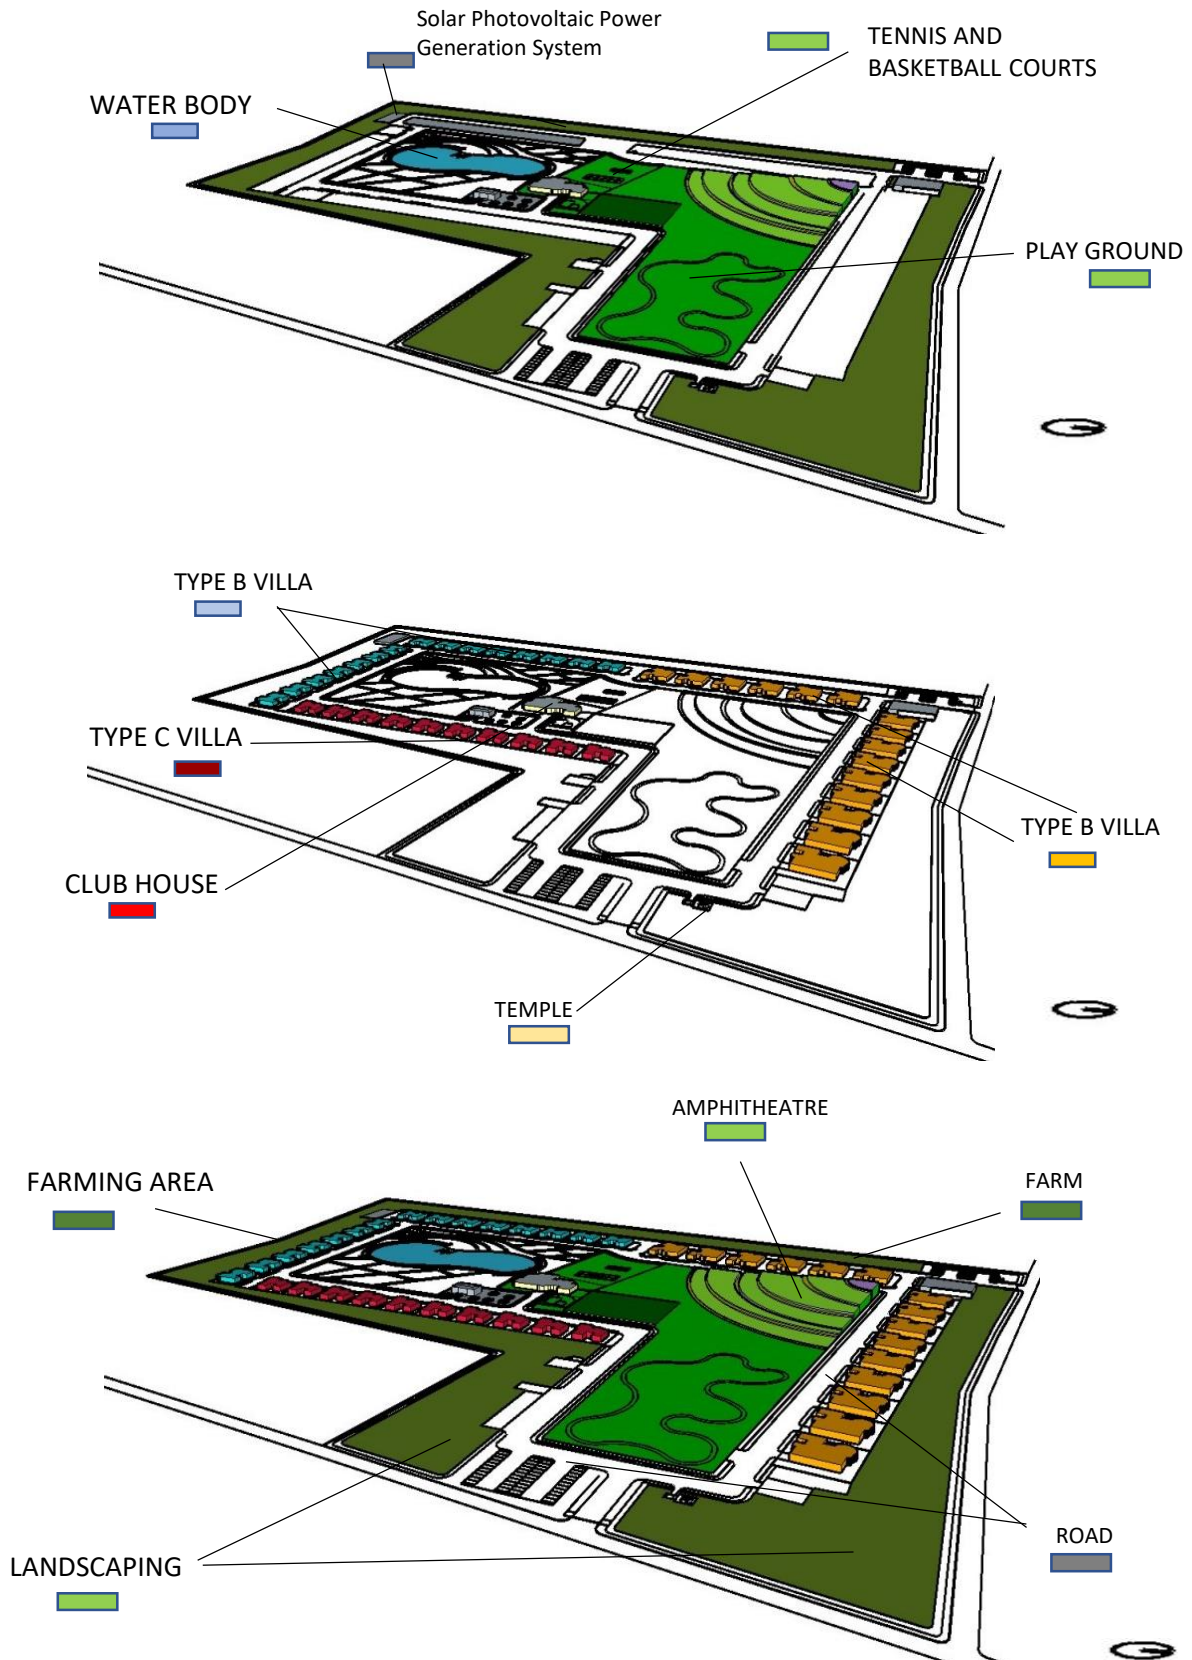 Solar Photovoltaic Power
Generation System
TENNIS AND
BASKETBALL COURTS
WATER BODY
PLAY GROUND
TYPE B VILLA
TYPE C VILLA
TYPE B VILLA
CLUB HOUSE
TEMPLE
AMPHITHEATRE
FARMING AREA
FARM
ROAD
LANDSCAPING